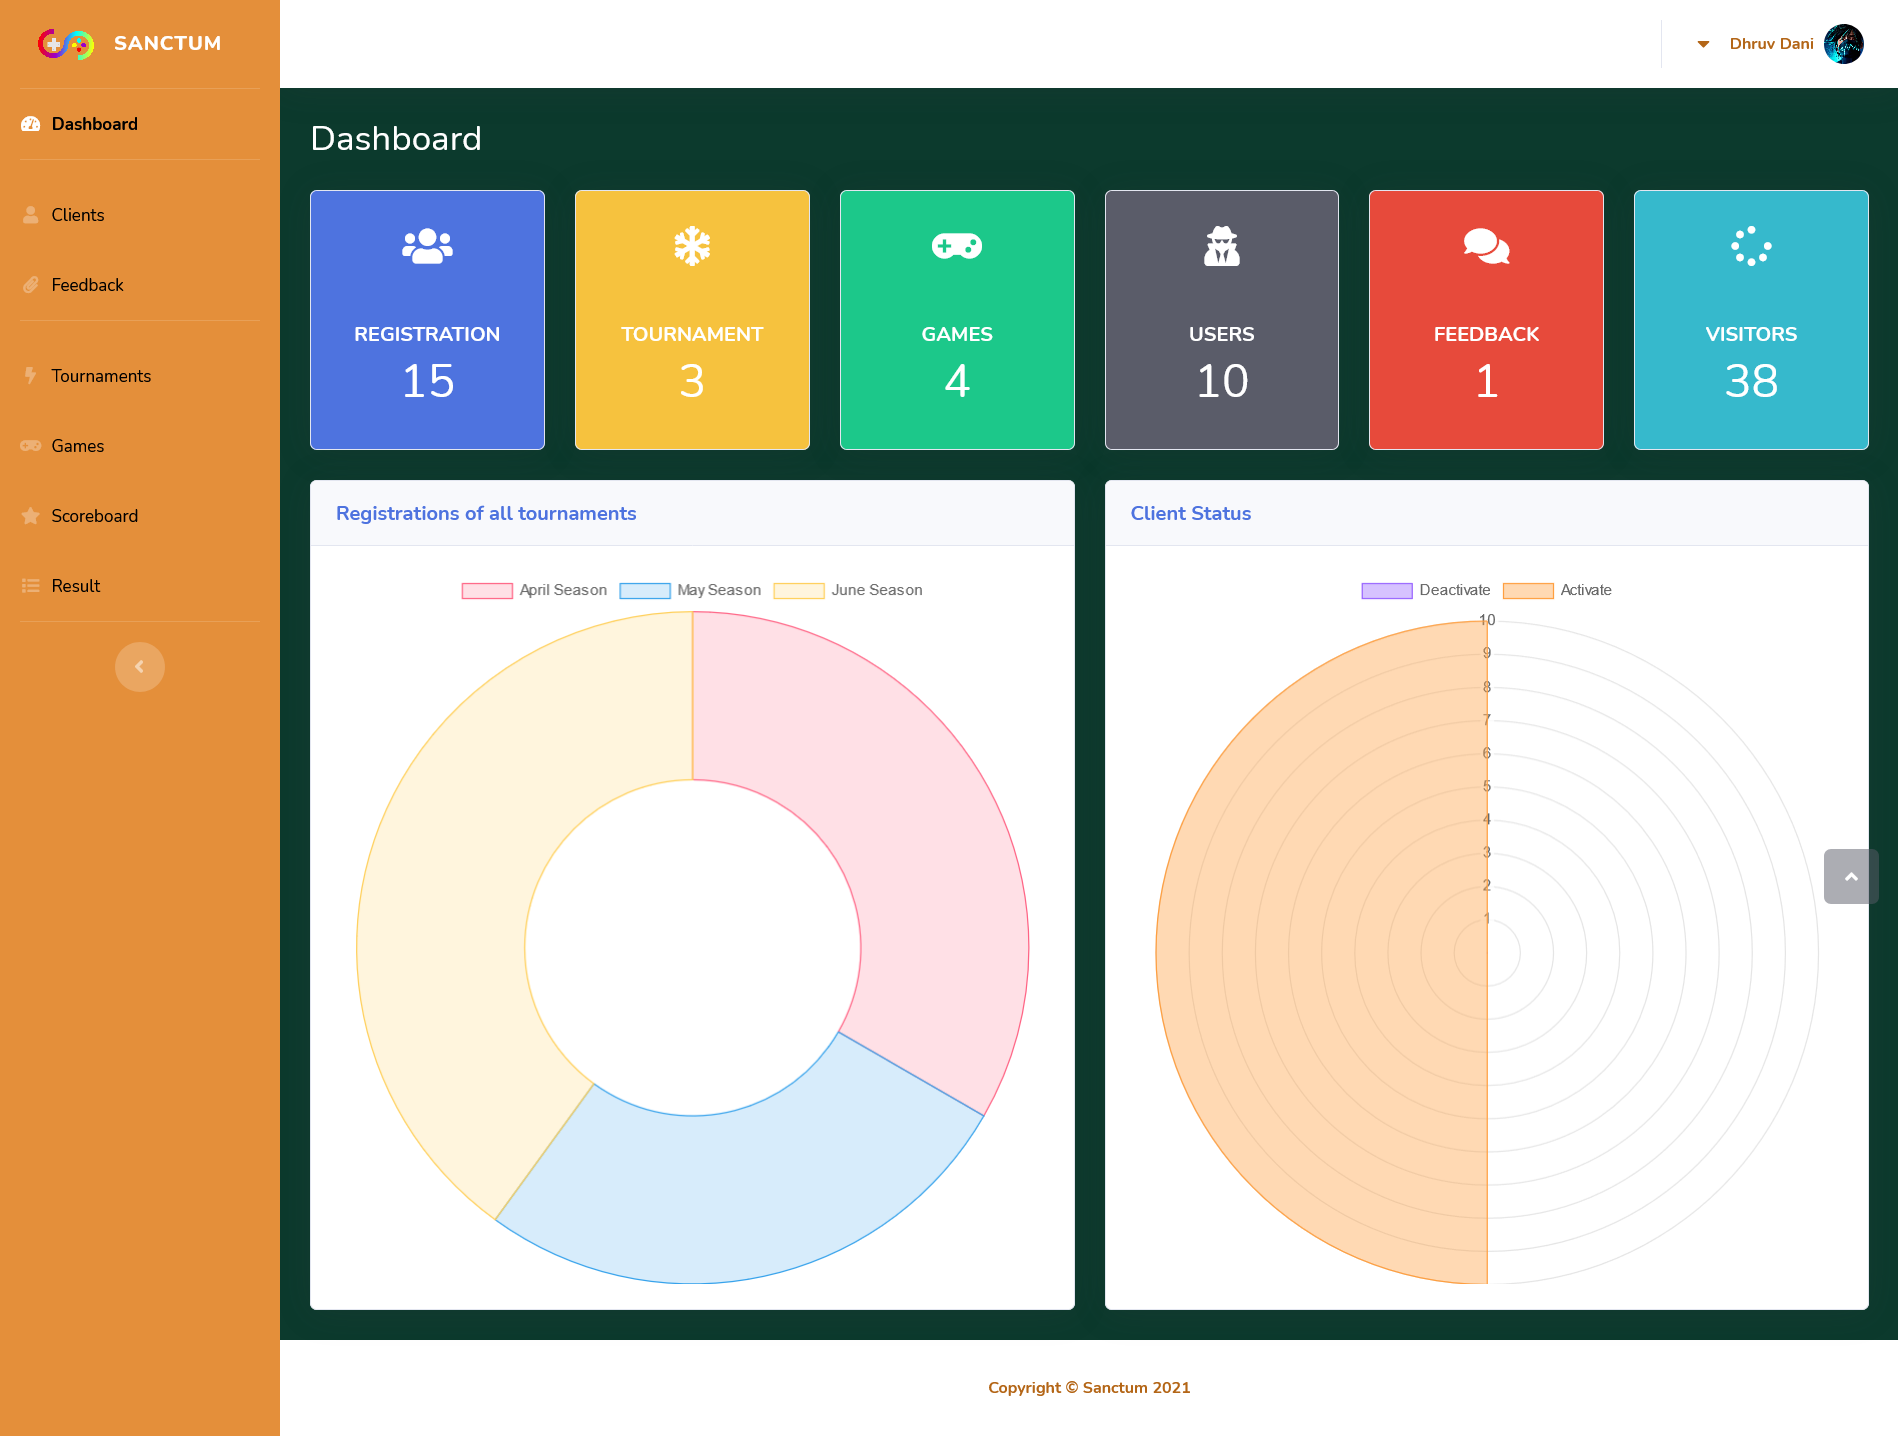 SANCTUM
Dhruv Dani
Dashboard
Clients
Feedback
Tournaments
Games
Scoreboard
Result
Dashboard
REGISTRATION
15
TOURNAMENT
3
GAMES
4
USERS
10
FEEDBACK
1
VISITORS
38
Registrations of all tournaments
April Season May Season June Season
Client Status
Deactivate Activate
10
9
8
7
6
5
4
3
2
1
Copyright © Sanctum 2021